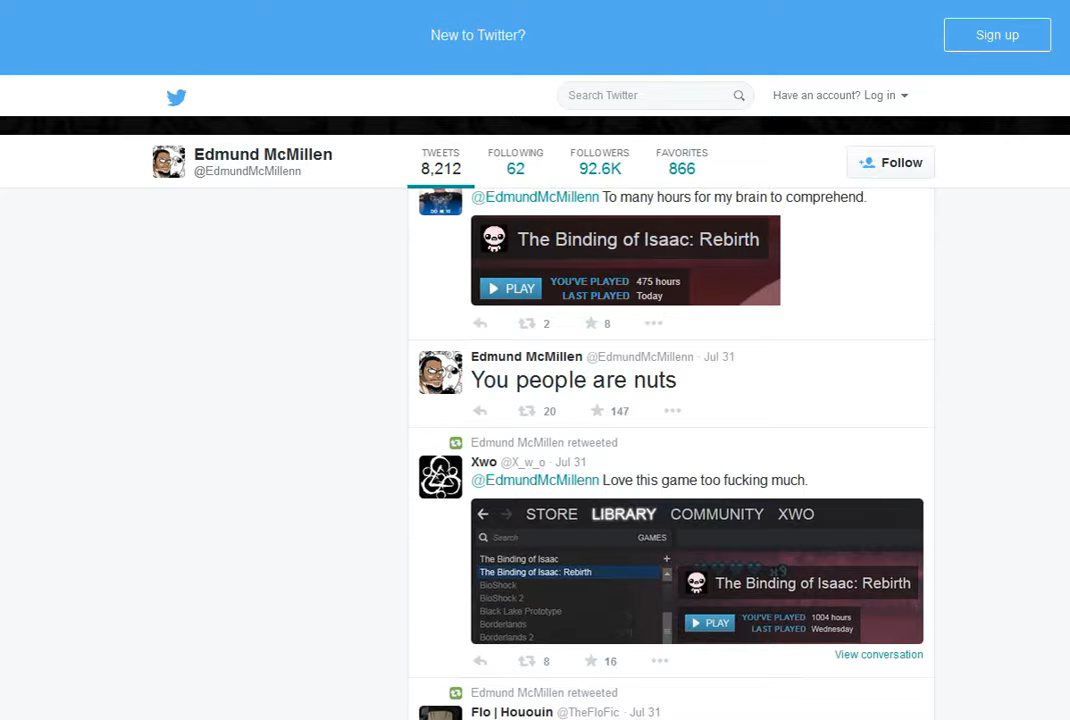 New to Twitter?
Sign up
Search Twitter
Have an account? Log in
Edmund McMillen
@EdmundMcMillenn
TWEETS
8,212
FOLLOWING
62
FOLLOWERS
92.6K
FAVORITES
866
Follow
@EdmundMcMillenn To many hours for my brain to comprehend.
The Binding of Isaac: Rebirth
PLAY
YOU'VE PLAYED 475 hours
LAST PLAYED Today
2
8
Edmund McMillen @EdmundMcMillenn · Jul 31
You people are nuts
20
147
Edmund McMillen retweeted
Xwo @X_w_o · Jul 31
@EdmundMcMillenn Love this game too fucking much.
STORE LIBRARY COMMUNITY XWO
Search
GAMES
The Binding of Isaac
The Binding of Isaac: Rebirth
BioShock
BioShock 2
Black Lake Prototype
Borderlands
Borderlands 2
x9
The Binding of Isaac: Rebirth
PLAY
YOU'VE PLAYED 1004 hours
LAST PLAYED Wednesday
View conversation
8
16
Edmund McMillen retweeted
Flo | Hououin @TheFloFic · Jul 31